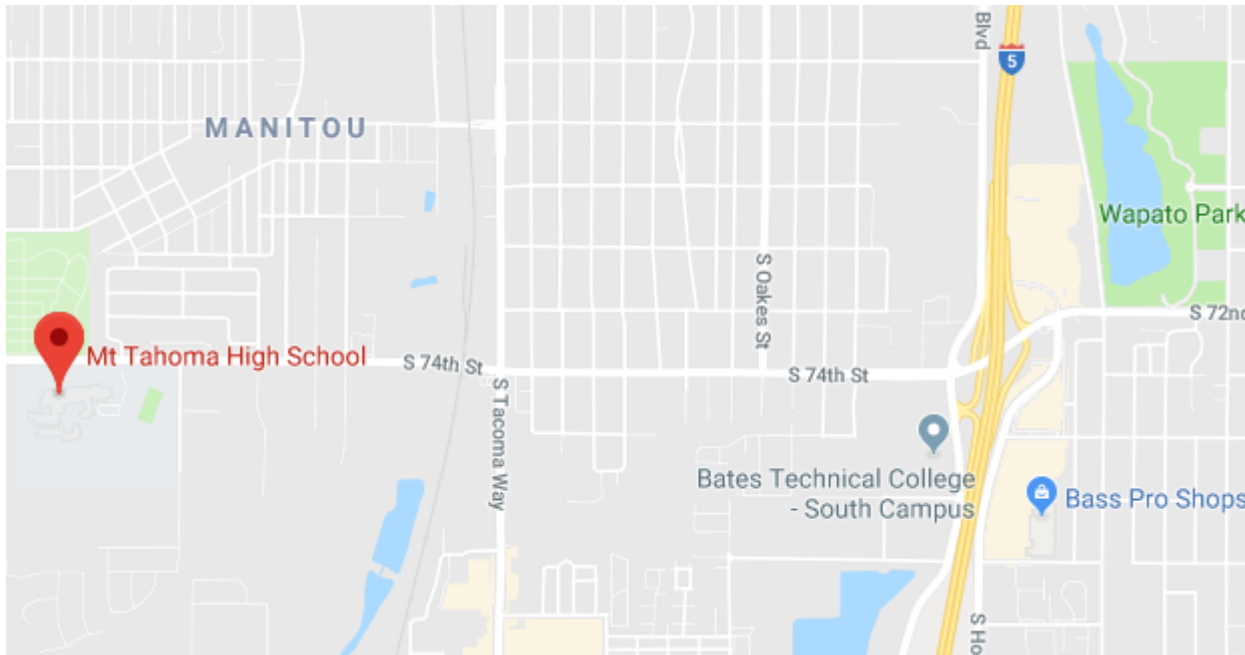 Blvd
5
MANITOU
Wapato Park
S Oakes St
S 72nd
Mt Tahoma High School
S 74th St
S 74th St
S Tacoma Way
Bates Technical College
- South Campus
Bass Pro Shops
S Ho